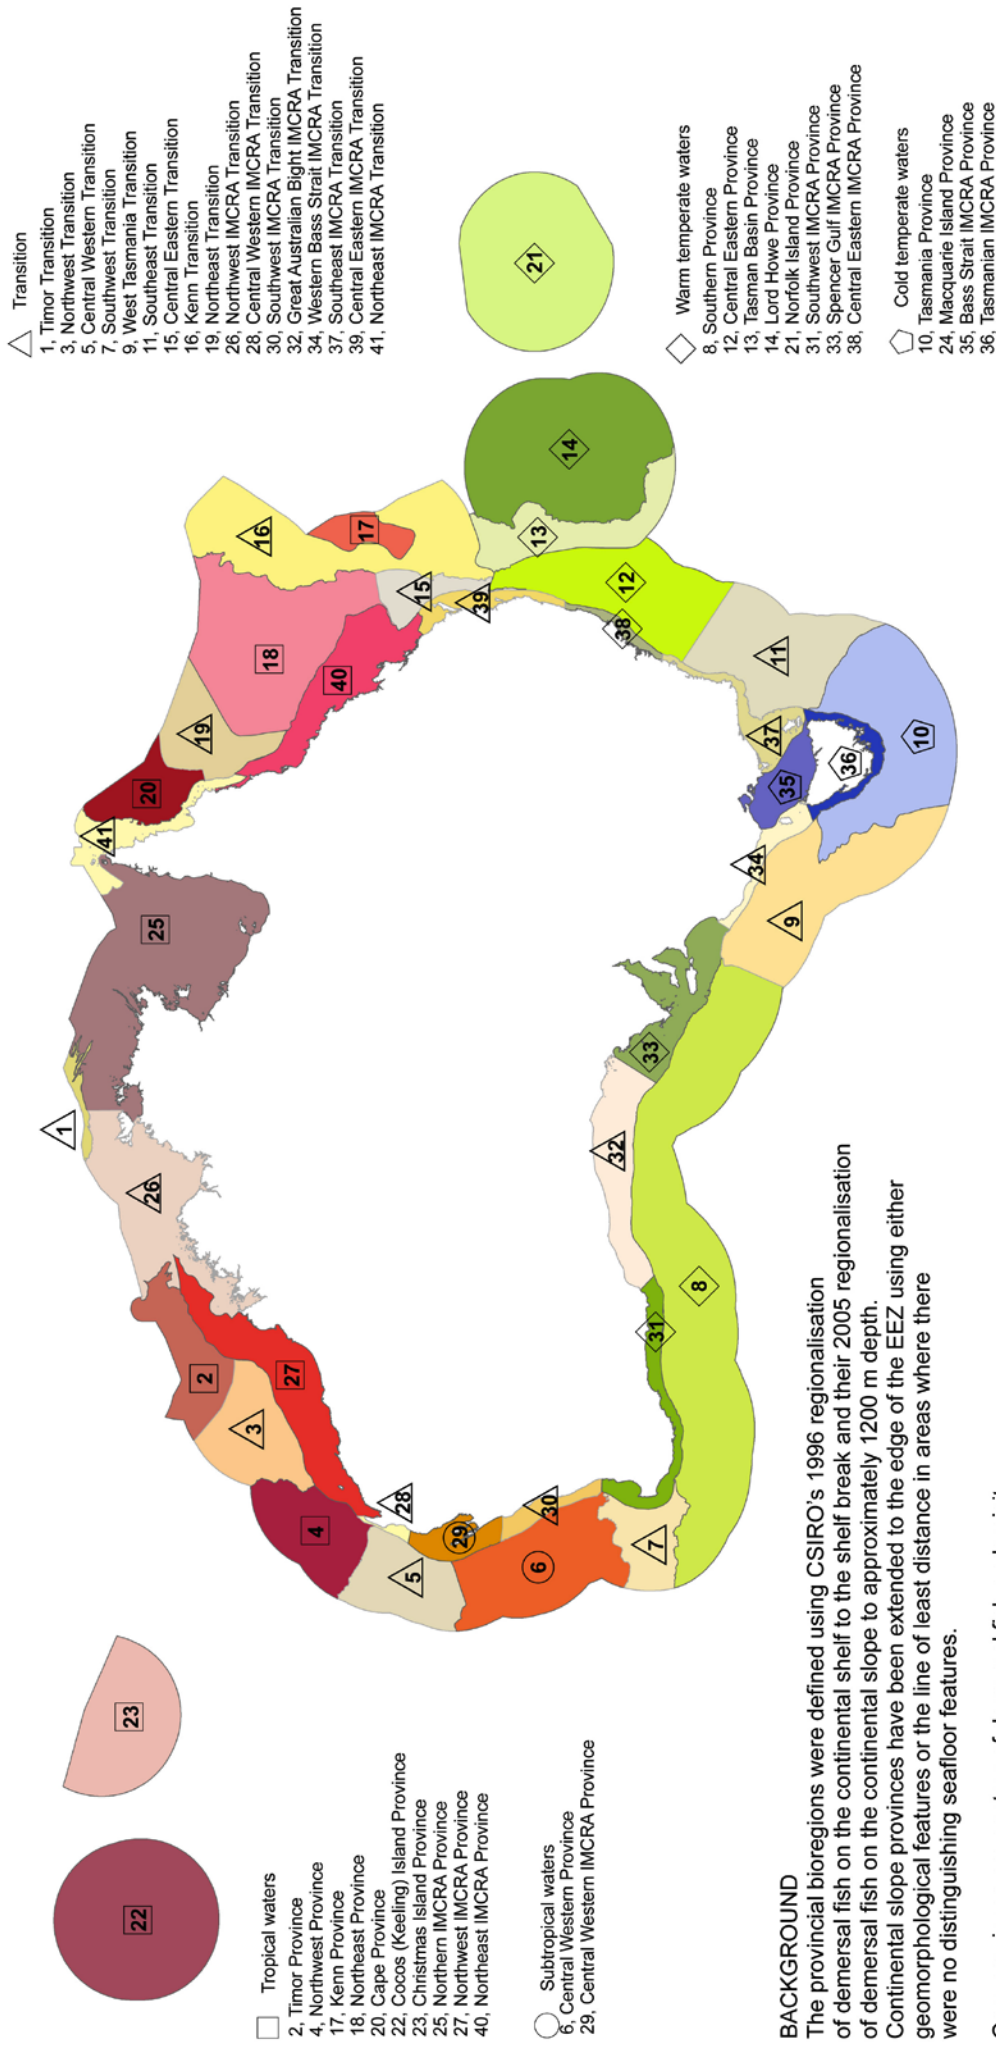 Transition
1, Timor Transition
3, Northwest Transition
5, Central Western Transition
7, Southwest Transition
9, West Tasmania Transition
11, Southeast Transition
15, Central Eastern Transition
16, Kenn Transition
19, Northeast Transition
26, Northwest IMCRA Transition
28, Central Western IMCRA Transition
30, Southwest IMCRA Transition
32, Great Australian Bight IMCRA Transition
34, Western Bass Strait IMCRA Transition
37, Southeast IMCRA Transition
39, Central Eastern IMCRA Transition
41, Northeast IMCRA Transition
22
23
1
41
20
25
26
19
16
2
3
18
17
4
27
40
5
28
15
39
29
6
30
13
14
21
7
31
8
32
33
38
12
9
34
35
37
11
36
10
Tropical waters
2, Timor Province
4, Northwest Province
17, Kenn Province
18, Northeast Province
20, Cape Province
22, Cocos (Keeling) Island Province
23, Christmas Island Province
25, Northern IMCRA Province
27, Northwest IMCRA Province
40, Northeast IMCRA Province
Subtropical waters
6, Central Western Province
29, Central Western IMCRA Province
Warm temperate waters
8, Southern Province
12, Central Eastern Province
13, Tasman Basin Province
14, Lord Howe Province
21, Norfolk Island Province
31, Southwest IMCRA Province
33, Spencer Gulf IMCRA Province
38, Central Eastern IMCRA Province
Cold temperate waters
10, Tasmania Province
24, Macquarie Island Province
35, Bass Strait IMCRA Province
36, Tasmanian IMCRA Province
BACKGROUND
The provincial bioregions were defined using CSIRO's 1996 regionalisation
of demersal fish on the continental shelf to the shelf break and their 2005 regionalisation
of demersal fish on the continental slope to approximately 1200 m depth.
Continental slope provinces have been extended to the edge of the EEZ using either
geomorphological features or the line of least distance in areas where there
were no distinguishing seafloor features.